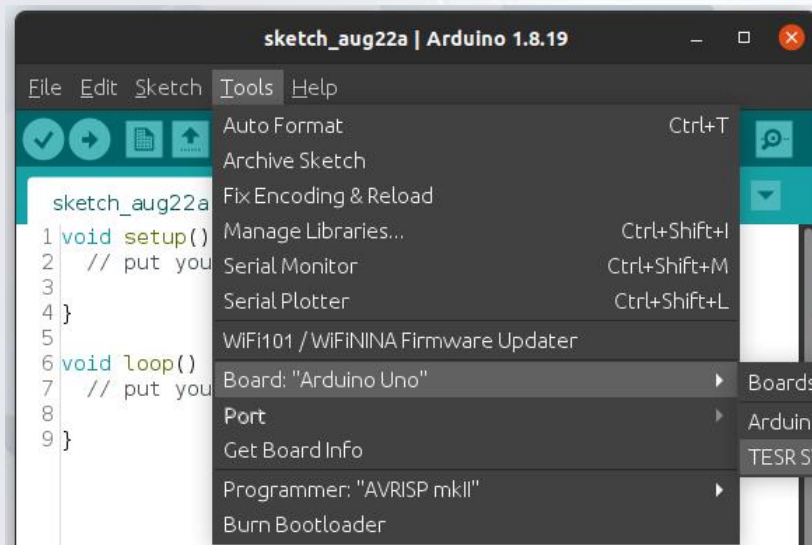 sketch_aug22a | Arduino 1.8.19
File Edit Sketch Tools Help
Auto Format Ctrl+T
Archive Sketch
Fix Encoding & Reload
Manage Libraries... Ctrl+Shift+I
Serial Monitor Ctrl+Shift+M
Serial Plotter Ctrl+Shift+L
WiFi101 / WiFiNINA Firmware Updater
Board: "Arduino Uno"
Port
Get Board Info
Programmer: "AVRISP mkII"
Burn Bootloader
Boards
Arduin
TESR S
sketch_aug22a
1 void setup()
2 // put you
3
4 }
5
6 void loop()
7 // put you
8
9 }